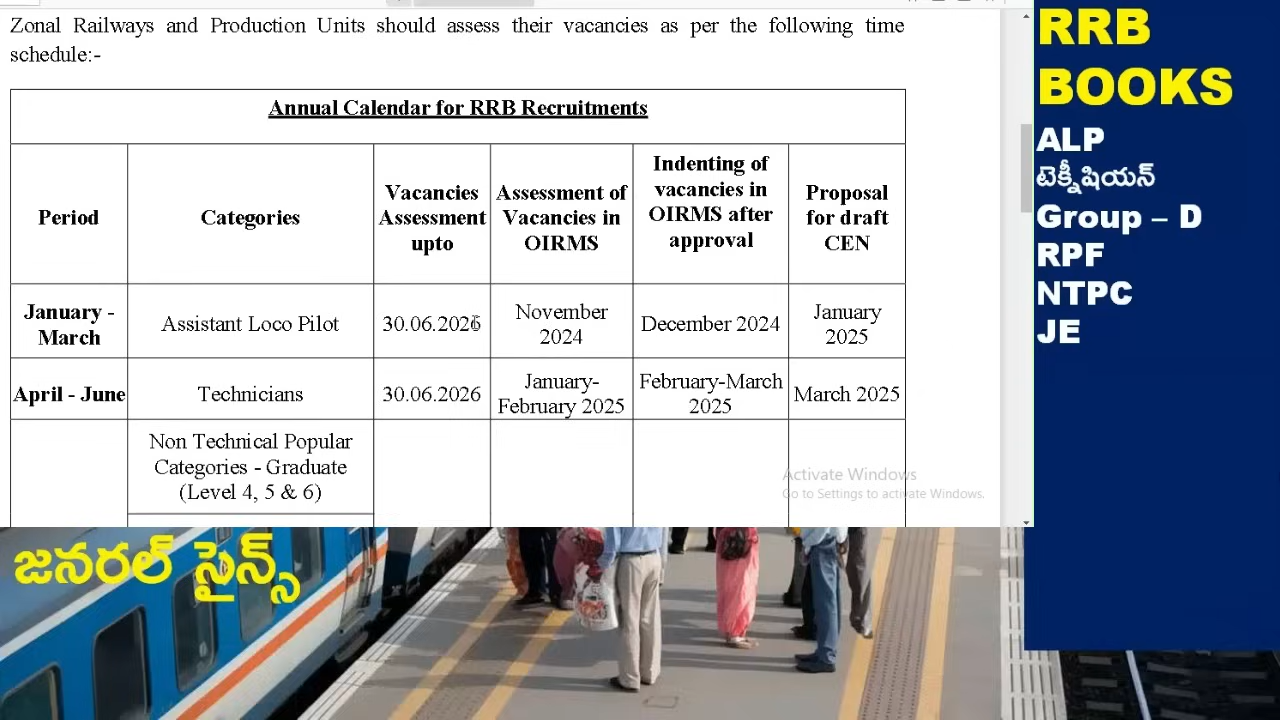 Zonal Railways and Production Units should assess their vacancies as per the following time
schedule:-
Annual Calendar for RRB Recruitments
Period
Categories
Vacancies
Assessment
upto
Assessment of
Vacancies in
OIRMS
Indenting of
vacancies in
OIRMS after
approval
Proposal
for draft
CEN
January -
March
Assistant Loco Pilot
30.06.2026
November
2024
December 2024
January
2025
April - June
Technicians
30.06.2026
January-
February 2025
February-March
2025
March 2025
Non Technical Popular
Categories - Graduate
(Level 4, 5 & 6)
Activate Windows
Go to Settings to activate Windows.
RRB
BOOKS
ALP
టెక్నీషియన్
Group – D
RPF
NTPC
JE
జనరల్ సైన్స్